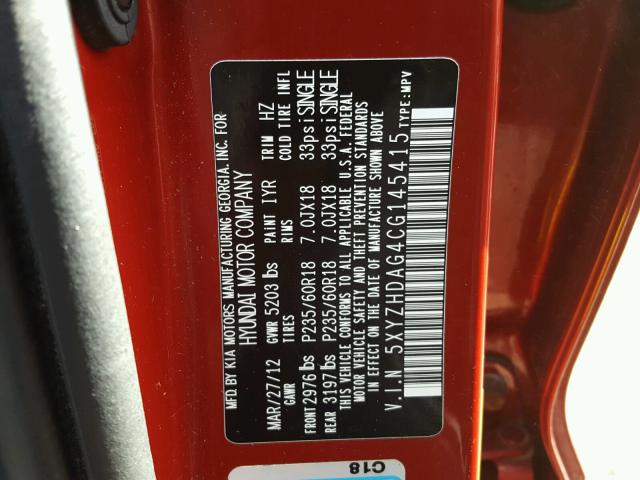 MFD.BY KIA MOTORS MANUFACTURING GEORGIA. INC. FOR
HYUNDAI MOTOR COMPANY
MAR/27/12 GVWR 5203 lbs PAINT IYR TRIM HZ
GAWR TIRES RIMS COLD TIRE INFL
FRONT 2976 lbs P235/60R18 7.0JX18 33psi SINGLE
REAR 3197 lbs P235/60R18 7.0JX18 33psi SINGLE
THIS VEHICLE CONFORMS TO ALL APPLICABLE U.S.A. FEDERAL
MOTOR VEHICLE SAFETY AND THEFT PREVENTION STANDARDS
IN EFFECT ON THE DATE OF MANUFACTURE SHOWN ABOVE
V.I.N 5XYZHDAG4CG145415 TYPE:MPV
C18